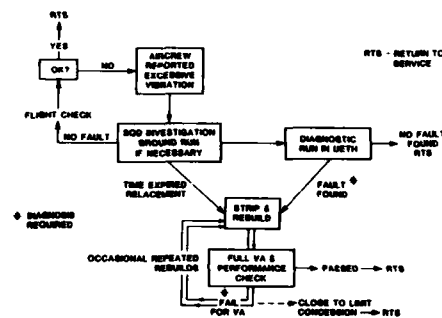 RTS
YES
OK?
NO
AIRCREW
REPORTED
EXCESSIVE
VIBRATION
RTS - RETURN TO
SERVICE
FLIGHT CHECK
NO FAULT
SQD INVESTIGATION
GROUND RUN
IF NECESSARY
DIAGNOSTIC
RUN IN UETH
NO FAULT
FOUND
RTS
TIME EXPIRED
RELACEMENT
FAULT
FOUND
DIAGNOSIS
REQUIRED
STRIP &
REBUILD
OCCASIONAL REPEATED
REBUILDS
FULL VA &
PERFORMANCE
CHECK
PASSED
RTS
FAIL
FOR VA
CLOSE TO LIMIT
CONCESSION
RTS